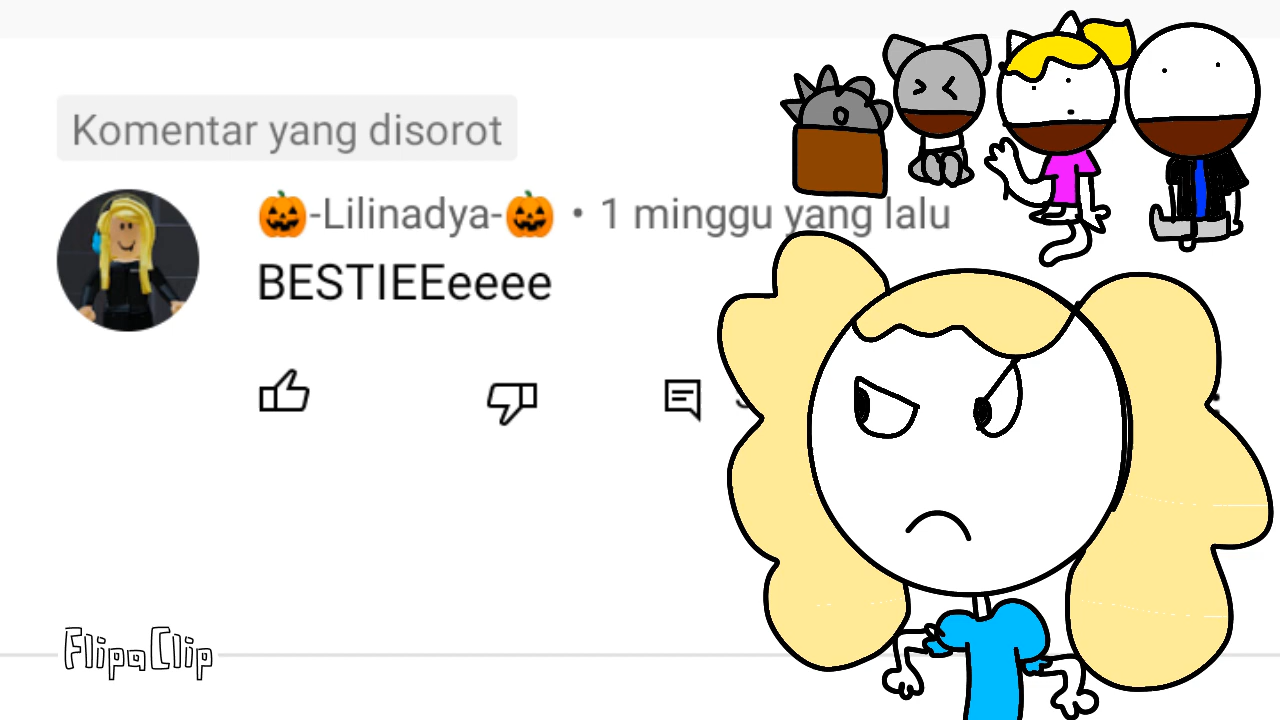 Komentar yang disorot
🎃-Lilinadya-🎃 • 1 minggu yang lalu
BESTIEEeeee
FlipaClip